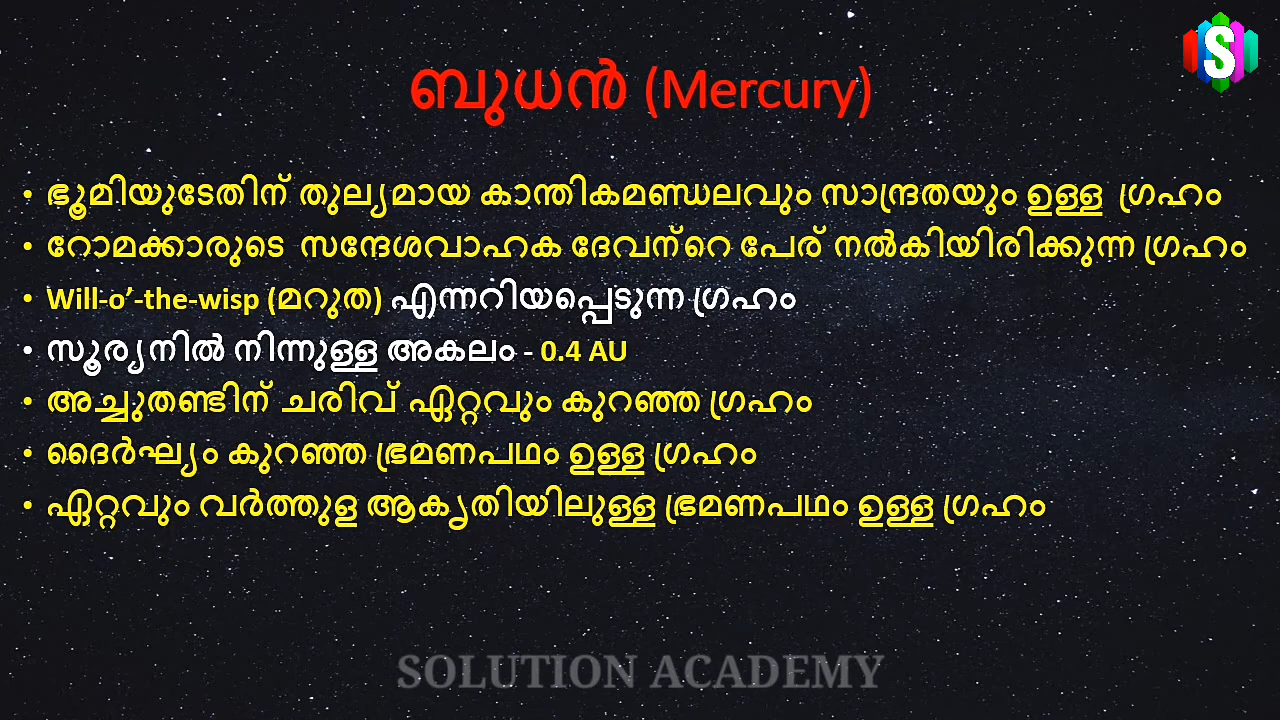 S
ബുധൻ (Mercury)
• ഭൂമിയുടേതിന് തുല്യമായ കാന്തികമണ്ഡലവും സാന്ദ്രതയും ഉള്ള ഗ്രഹം
• റോമക്കാരുടെ സന്ദേശവാഹക ദേവന്റെ പേര് നൽകിയിരിക്കുന്ന ഗ്രഹം
• Will-o’-the-wisp (മറുത) എന്നറിയപ്പെടുന്ന ഗ്രഹം
• സൂര്യനിൽ നിന്നുള്ള അകലം - 0.4 AU
• അച്ചുതണ്ടിന് ചരിവ് ഏറ്റവും കുറഞ്ഞ ഗ്രഹം
• ദൈർഘ്യം കുറഞ്ഞ ഭ്രമണപഥം ഉള്ള ഗ്രഹം
• ഏറ്റവും വർത്തുള ആകൃതിയിലുള്ള ഭ്രമണപഥം ഉള്ള ഗ്രഹം
SOLUTION ACADEMY